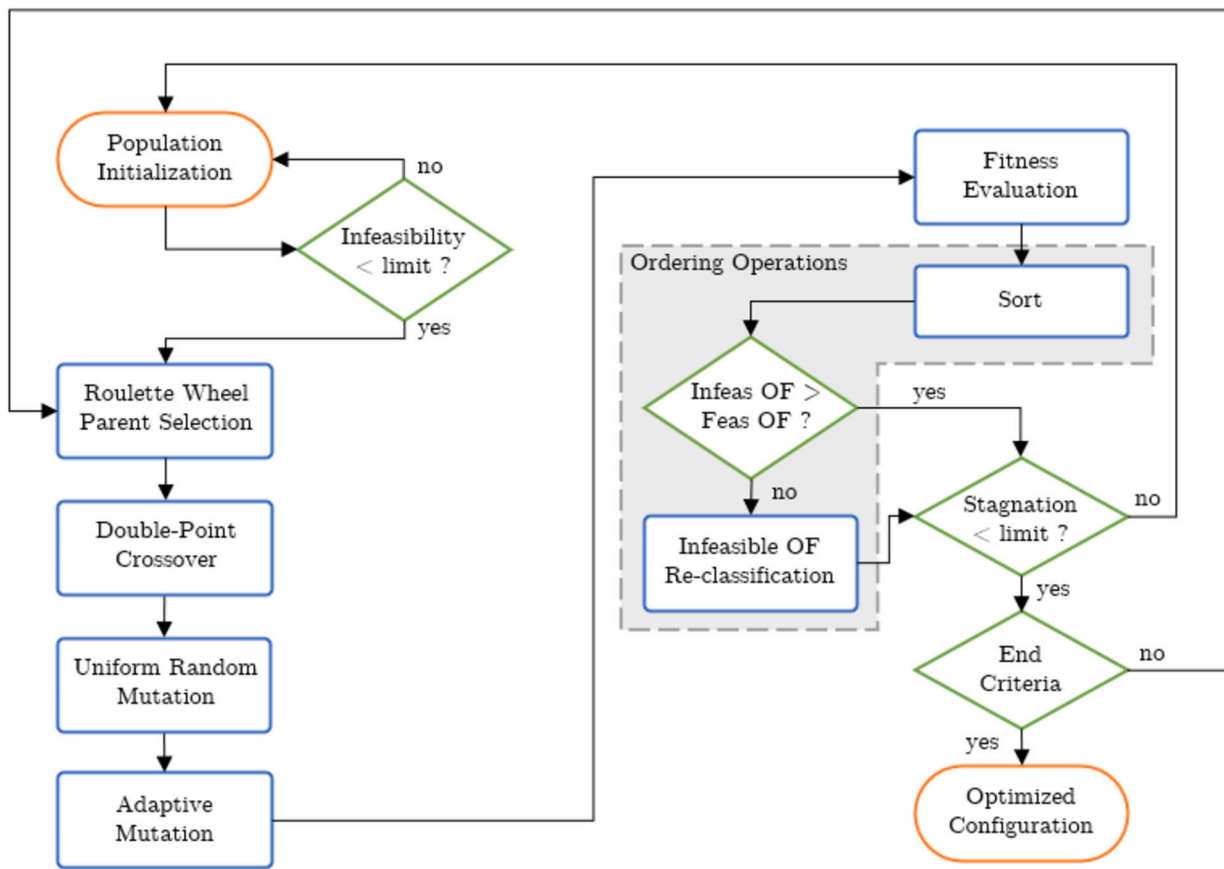 Population
Initialization
no
Infeasibility
< limit ?
yes
Roulette Wheel
Parent Selection
Double-Point
Crossover
Uniform Random
Mutation
Adaptive
Mutation
Fitness
Evaluation
Ordering Operations
Sort
Infeas OF >
Feas OF ?
yes
no
Infeasible OF
Re-classification
Stagnation
< limit ?
no
yes
End
Criteria
no
yes
Optimized
Configuration